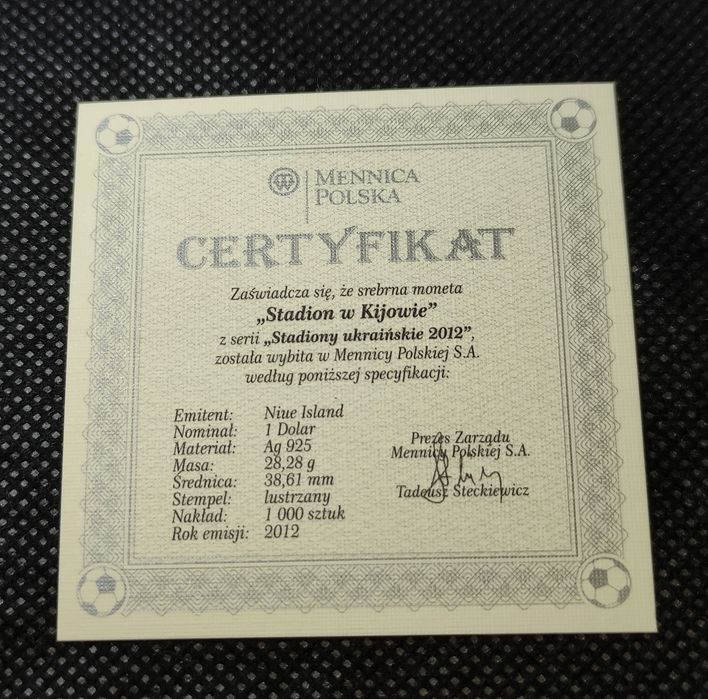 MENNICA
POLSKA
CERTYFIKAT
Zaświadcza się, że srebrna moneta
„Stadion w Kijowie”
z serii „Stadiony ukraińskie 2012”,
została wybita w Mennicy Polskiej S.A.
według poniższej specyfikacji:
Emitent: Niue Island
Nominał: 1 Dolar
Materiał: Ag 925
Masa: 28,28 g
Średnica: 38,61 mm
Stempel: lustrzany
Nakład: 1 000 sztuk
Rok emisji: 2012
Prezes Zarządu
Mennicy Polskiej S.A.
Tadeusz Steckiewicz